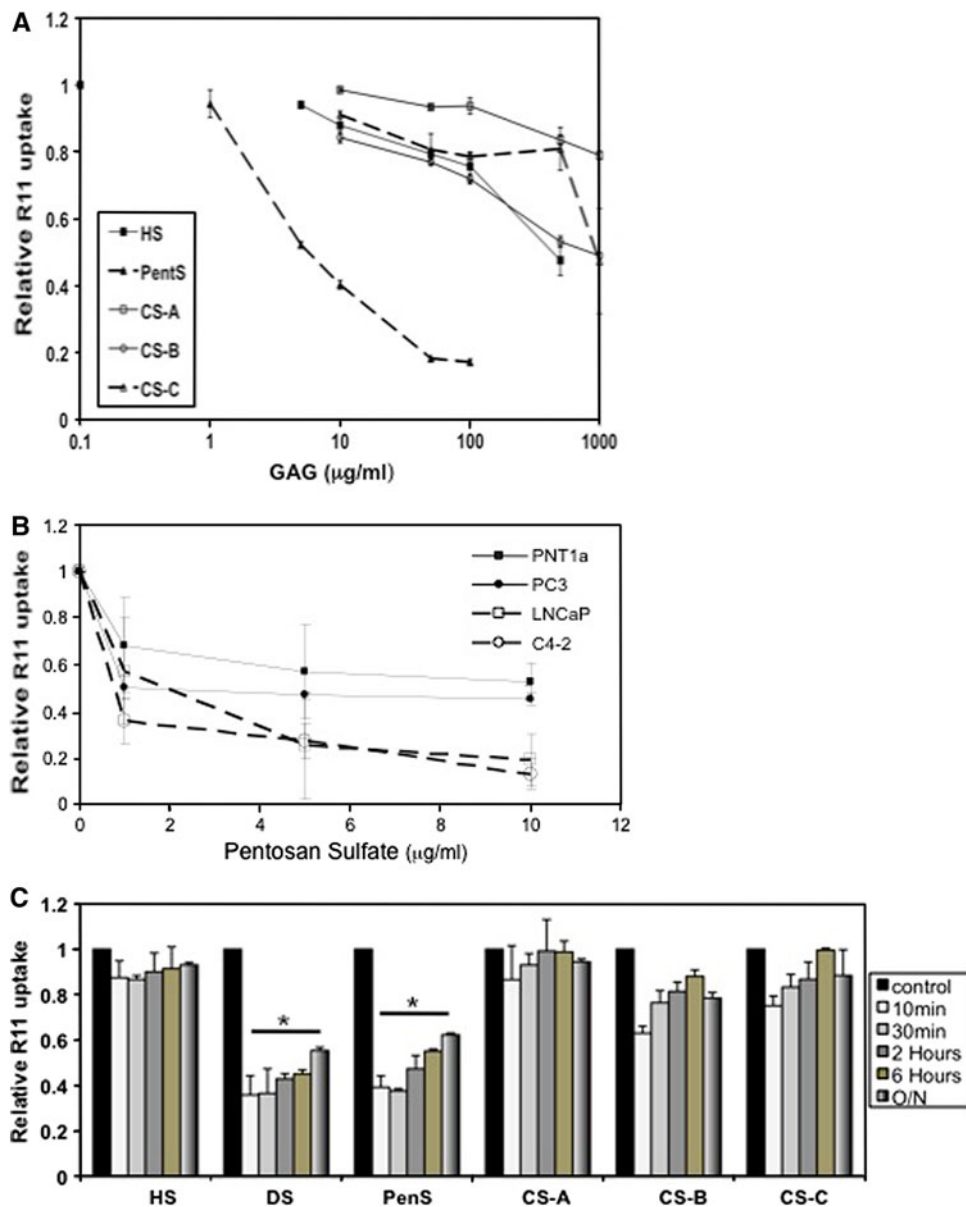 A
1.2
1
0.8
0.6
0.4
0.2
0
Relative R11 uptake
HS
PentS
CS-A
CS-B
CS-C
0.1 1 10 100 1000
GAG (μg/ml)
B
1.2
1
0.8
0.6
0.4
0.2
0
Relative R11 uptake
PNT1a
PC3
LNCaP
C4-2
0 2 4 6 8 10 12
Pentosan Sulfate (μg/ml)
C
1.2
1
0.8
0.6
0.4
0.2
0
Relative R11 uptake
* *
control
10min
30min
2 Hours
6 Hours
O/N
HS DS PenS CS-A CS-B CS-C